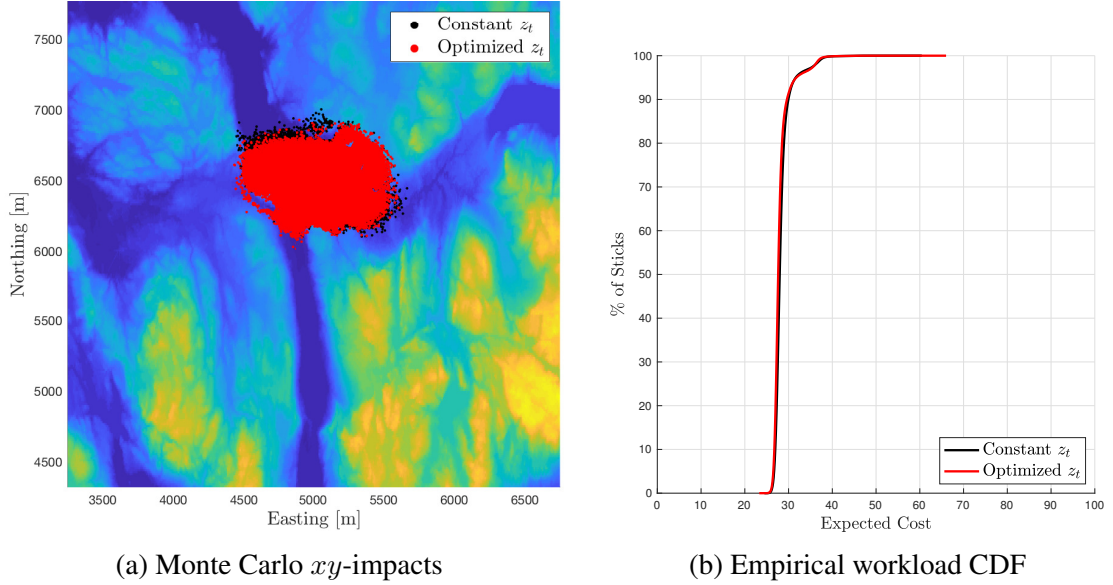 7500
7000
6500
6000
5500
5000
4500
Northing [m]
3500 4000 4500 5000 5500 6000 6500
Easting [m]
Constant z_t
Optimized z_t
(a) Monte Carlo xy-impacts
100
90
80
70
60
50
40
30
20
10
0
% of Sticks
0 10 20 30 40 50 60 70 80 90 100
Expected Cost
Constant z_t
Optimized z_t
(b) Empirical workload CDF